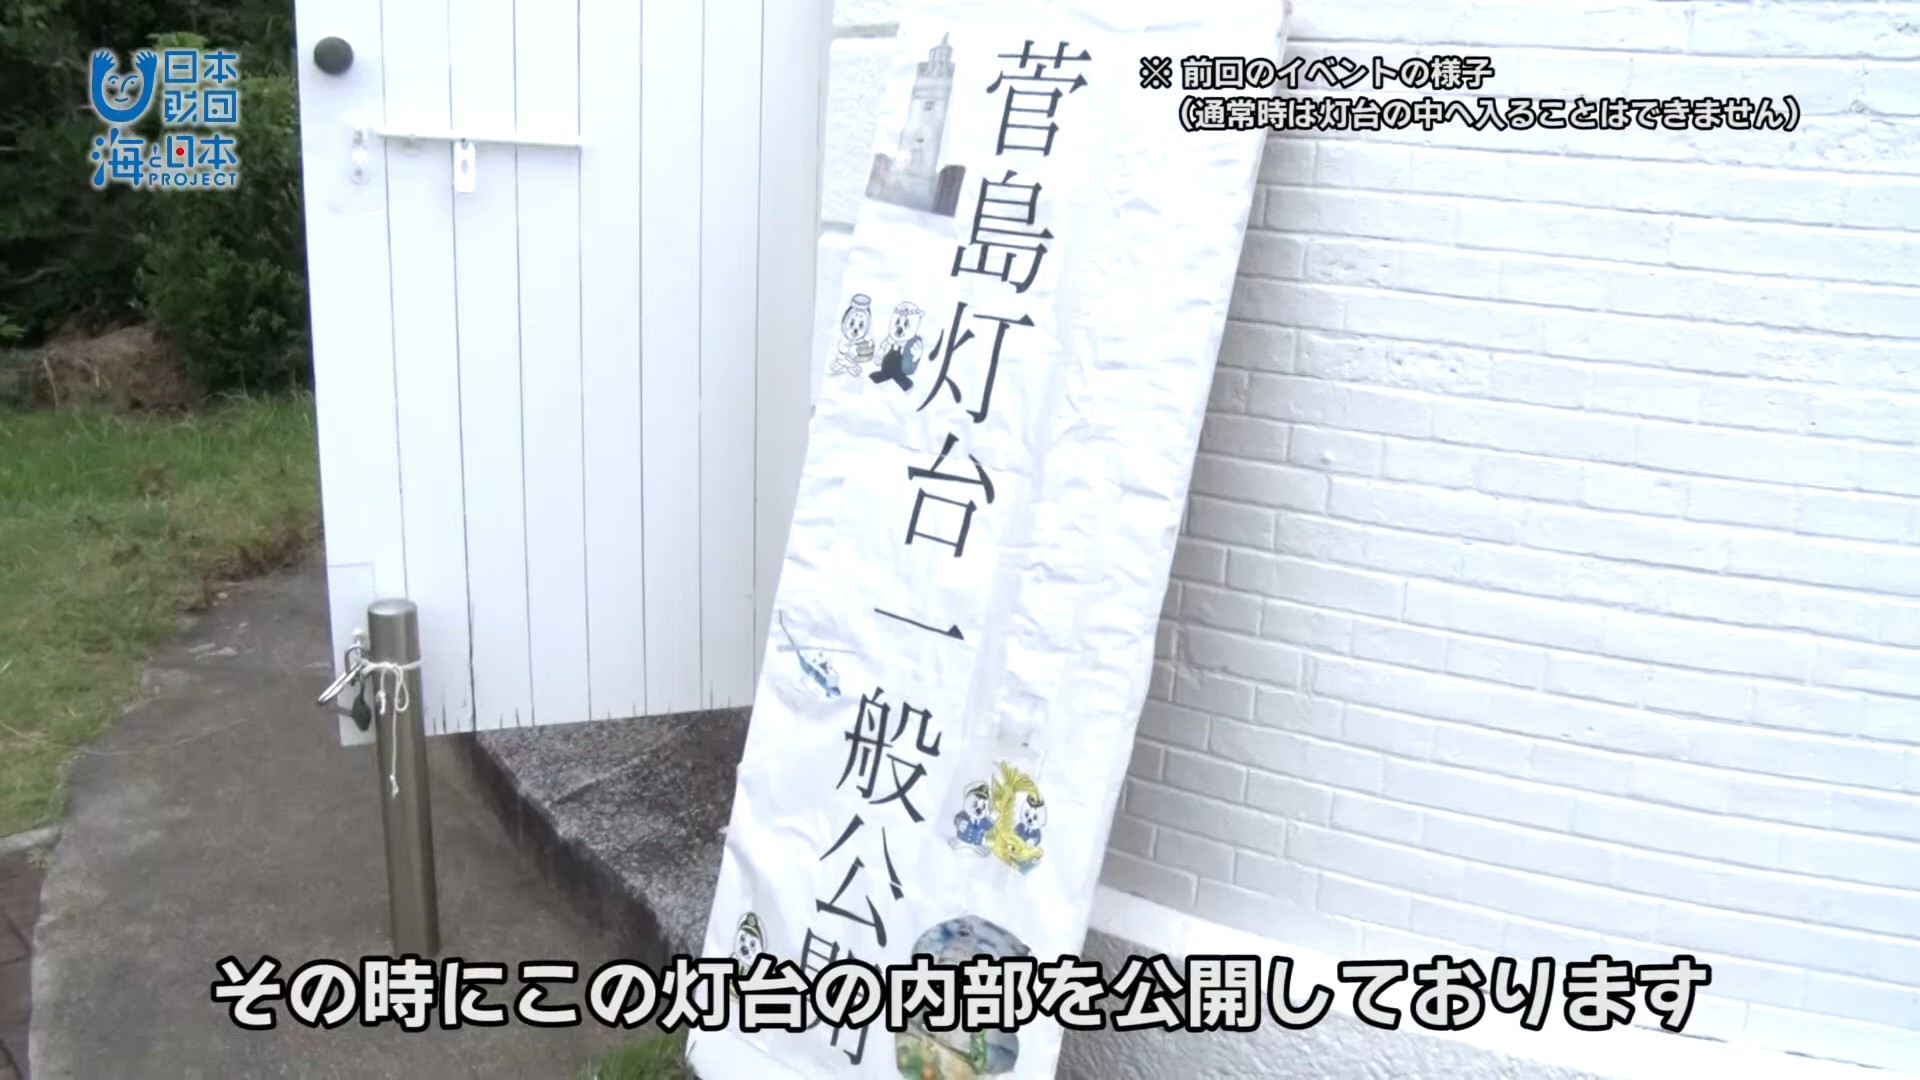 日本
財団
海と日本
PROJECT
※ 前回のイベントの様子
（通常時は灯台の中へ入ることはできません）
菅島灯台一般公開
その時にこの灯台の内部を公開しております